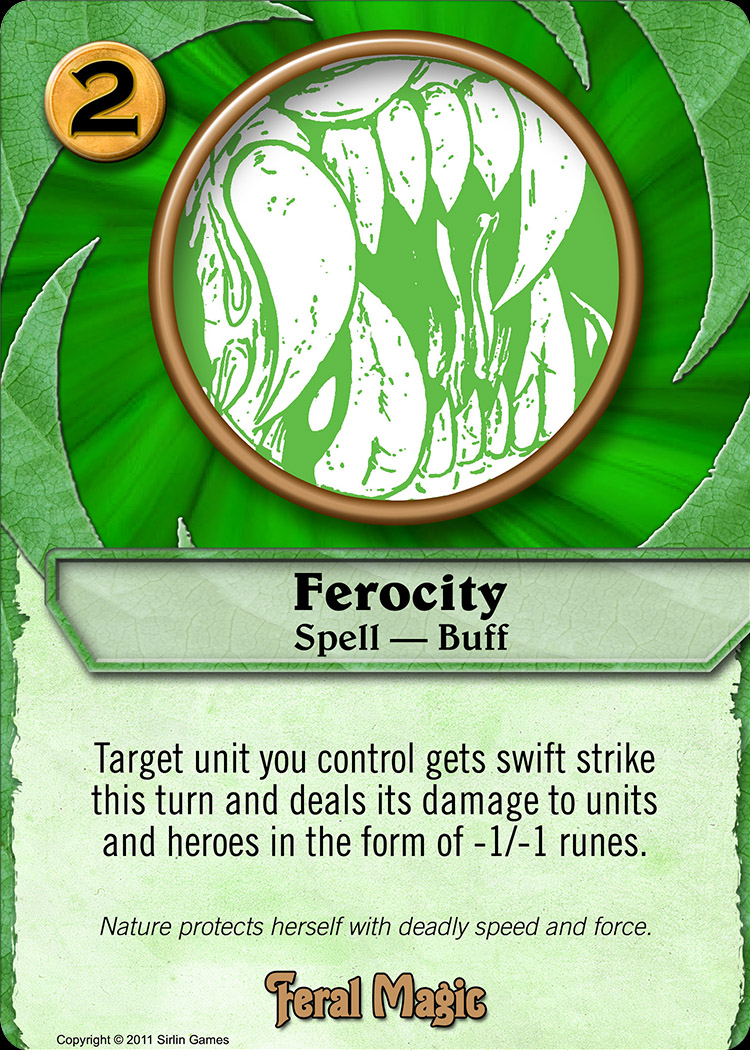 2
Ferocity
Spell — Buff
Target unit you control gets swift strike
this turn and deals its damage to units
and heroes in the form of -1/-1 runes.
Nature protects herself with deadly speed and force.
Feral Magic
Copyright © 2011 Sirlin Games